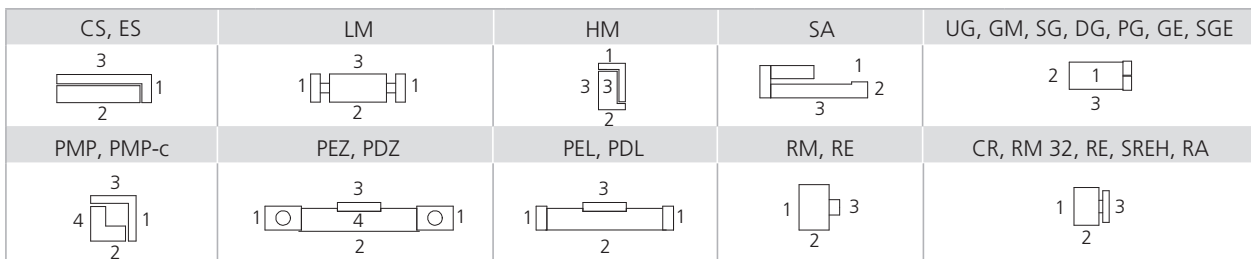 CS, ES LM HM SA UG, GM, SG, DG, PG, GE, SGE
3 1 2
3 1 1 2
1 3 3 2
1 2 3
2 1 3
PMP, PMP-c PEZ, PDZ PEL, PDL RM, RE CR, RM 32, RE, SREH, RA
3 4 1 2
3 1 4 1 2
3 1 1 2
1 3 2
1 3 2